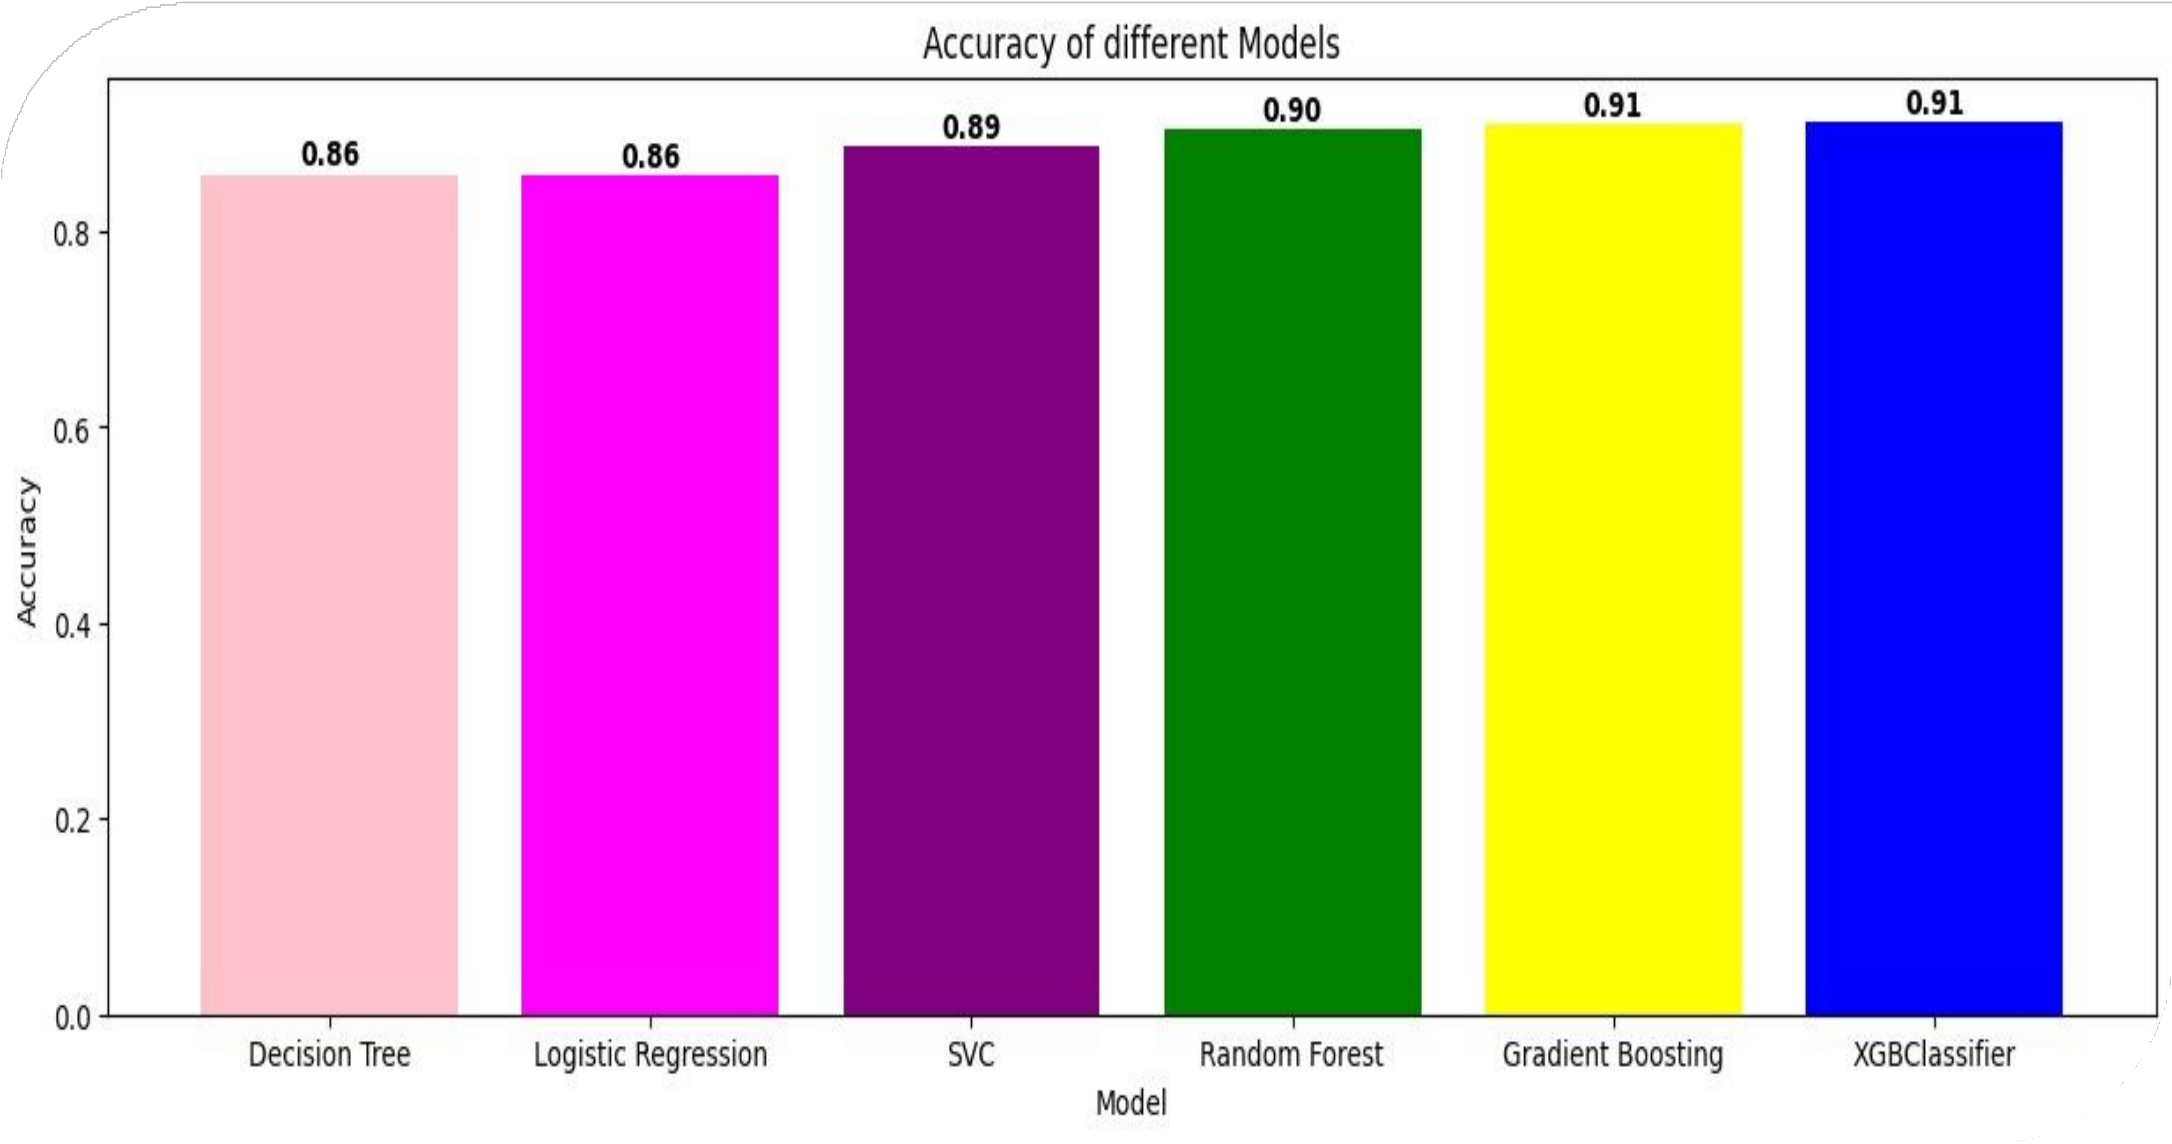 Accuracy of different Models
0.86
0.86
0.89
0.90
0.91
0.91
0.8
0.6
0.4
0.2
0.0
Accuracy
Decision Tree
Logistic Regression
SVC
Random Forest
Gradient Boosting
XGBClassifier
Model